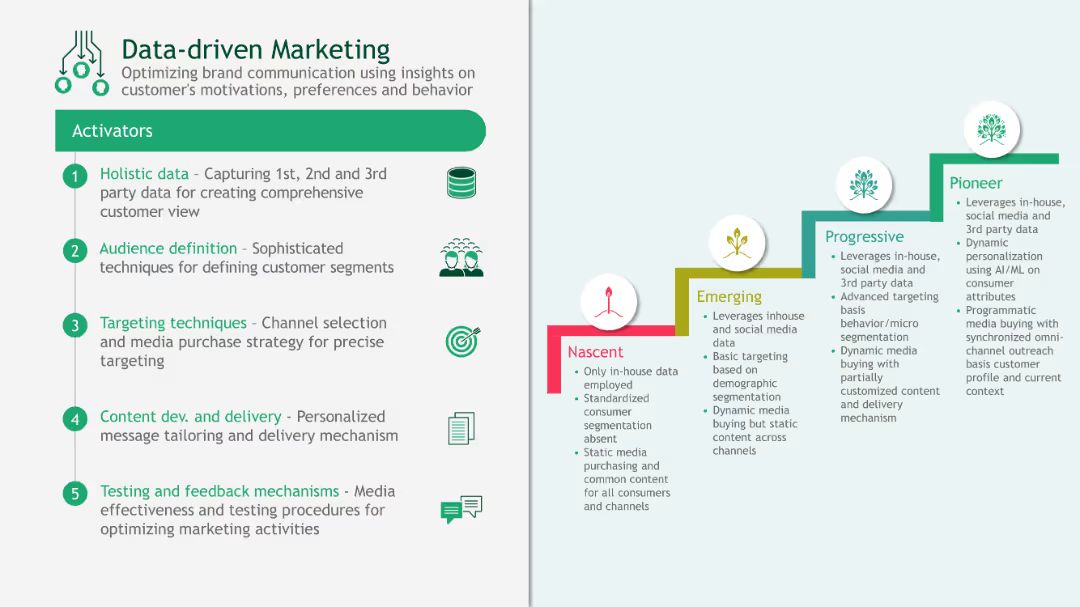 Data-driven Marketing
Optimizing brand communication using insights on
customer's motivations, preferences and behavior
Activators
1
Holistic data – Capturing 1st, 2nd and 3rd
party data for creating comprehensive
customer view
2
Audience definition – Sophisticated
techniques for defining customer segments
3
Targeting techniques – Channel selection
and media purchase strategy for precise
targeting
4
Content dev. and delivery - Personalized
message tailoring and delivery mechanism
5
Testing and feedback mechanisms - Media
effectiveness and testing procedures for
optimizing marketing activities
Nascent
• Only in-house data
employed
• Standardized
consumer
segmentation
absent
• Static media
purchasing and
common content
for all consumers
and channels
Emerging
• Leverages inhouse
and social media
data
• Basic targeting
based on
demographic
segmentation
• Dynamic media
buying but static
content across
channels
Progressive
• Leverages in-house,
social media and
3rd party data
• Advanced targeting
basis
behavior/micro
segmentation
• Dynamic media
buying with
partially
customized content
and delivery
mechanism
Pioneer
• Leverages in-house,
social media and
3rd party data
• Dynamic
personalization
using AI/ML on
consumer
attributes
• Programmatic
media buying with
synchronized omni-
channel outreach
basis customer
profile and current
context